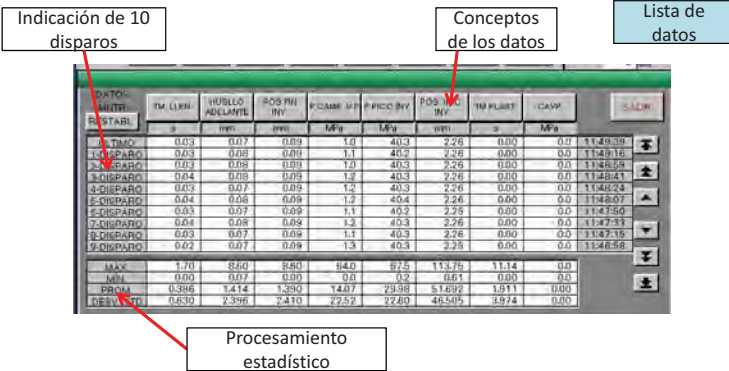 Indicación de 10
disparos
Conceptos
de los datos
Lista de
datos
DATOS
MNTR
RESTABL.
TM. LLEN. HUSILLO ADELANTE POS.FIN INY P.PICO INY TM PLAST
SALIR
s mm mm MPa MPa mm s MPa
ULTIMO 0.03 0.07 0.09 1.0 40.3 2.26 0.00 0.0 11:49:39
1-DISPARO 0.03 0.08 0.09 1.1 40.2 2.26 0.00 0.0 11:49:16
2-DISPARO 0.03 0.08 0.09 1.0 40.3 2.26 0.00 0.0 11:48:59
3-DISPARO 0.04 0.08 0.09 1.2 40.3 2.26 0.00 0.0 11:48:41
4-DISPARO 0.03 0.07 0.09 1.2 40.3 2.26 0.00 0.0 11:48:24
5-DISPARO 0.04 0.08 0.09 1.2 40.4 2.26 0.00 0.0 11:48:07
6-DISPARO 0.03 0.07 0.09 1.1 40.2 2.25 0.00 0.0 11:47:50
7-DISPARO 0.04 0.08 0.09 1.2 40.3 2.26 0.00 0.0 11:47:33
8-DISPARO 0.03 0.07 0.09 1.1 40.3 2.26 0.00 0.0 11:47:15
9-DISPARO 0.02 0.07 0.09 1.3 40.3 2.25 0.00 0.0 11:46:58
MAX. 1.70 8.60 8.60 64.0 67.5 113.75 11.14 0.0
MIN. 0.00 0.07 0.00 0.0 0.2 0.61 0.00 0.0
PROM. 0.386 1.414 1.390 14.07 29.98 51.692 1.911 0.00
0.630 2.396 2.410 22.52 22.60 46.505 3.974 0.00
Procesamiento
estadístico